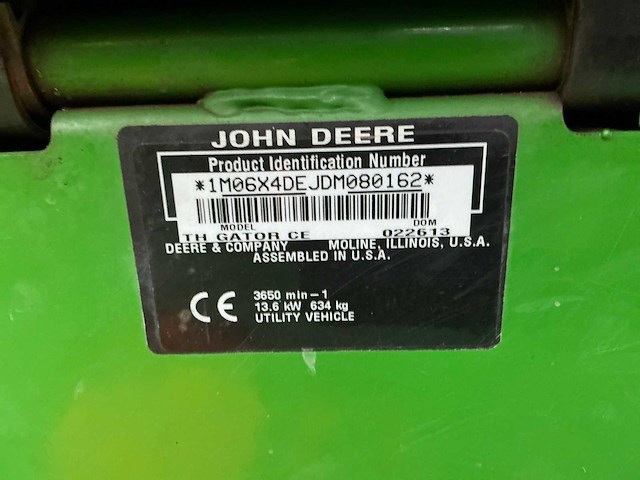 JOHN DEERE
Product Identification Number
*1M06X4DEJDM080162*
MODEL DOM
TH GATOR CE 022613
DEERE & COMPANY MOLINE, ILLINOIS, U.S.A.
ASSEMBLED IN U.S.A.
CE 3650 min-1
13.6 kW 634 kg
UTILITY VEHICLE